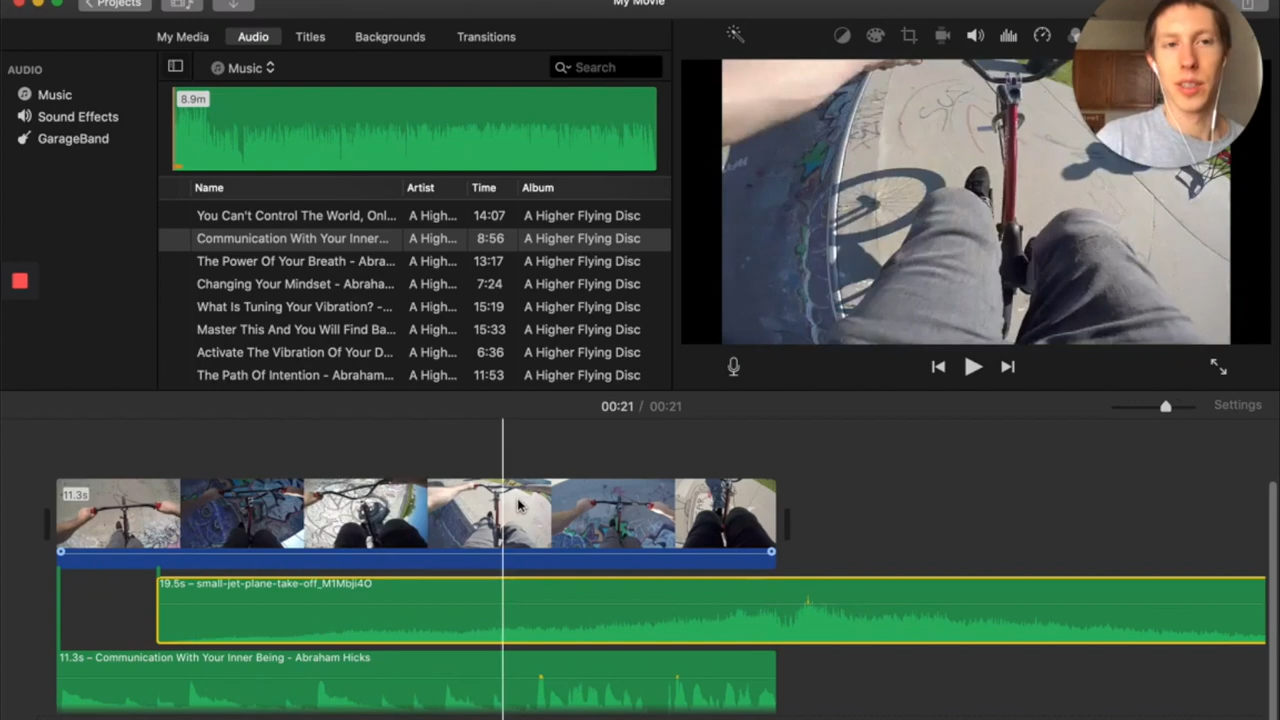 Projects
My Movie
My Media
Audio
Titles
Backgrounds
Transitions
AUDIO
Music
Sound Effects
GarageBand
Music
Search
8.9m
Name Artist Time Album
You Can't Control The World, Onl... A High... 14:07 A Higher Flying Disc
Communication With Your Inner... A High... 8:56 A Higher Flying Disc
The Power Of Your Breath - Abra... A High... 13:17 A Higher Flying Disc
Changing Your Mindset - Abraha... A High... 7:24 A Higher Flying Disc
What Is Tuning Your Vibration? -... A High... 15:19 A Higher Flying Disc
Master This And You Will Find Ba... A High... 15:33 A Higher Flying Disc
Activate The Vibration Of Your D... A High... 6:36 A Higher Flying Disc
The Path Of Intention - Abraham... A High... 11:53 A Higher Flying Disc
00:21 / 00:21
Settings
11.3s
19.5s – small-jet-plane-take-off_M1Mbji4O
11.3s – Communication With Your Inner Being - Abraham Hicks